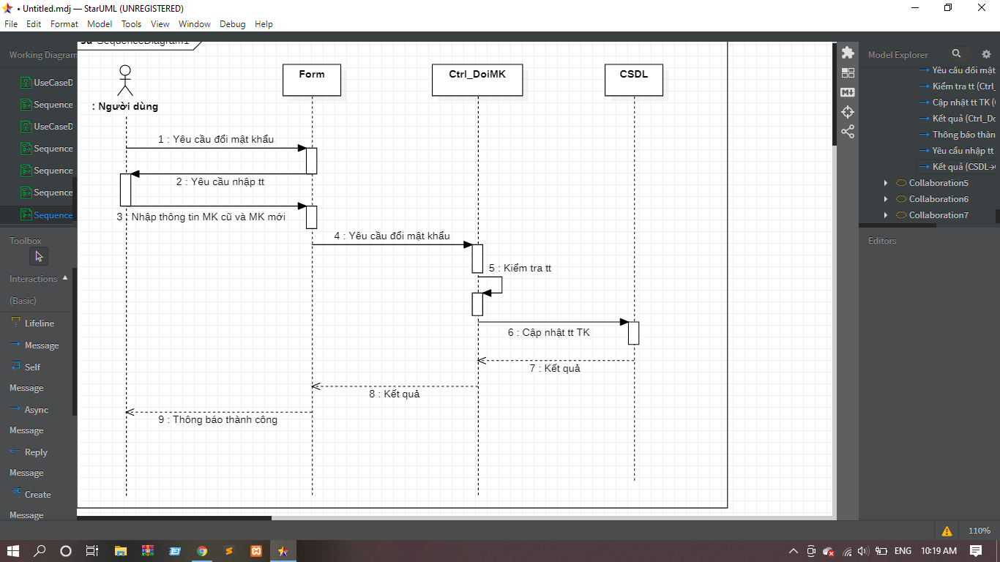 • Untitled.mdj — StarUML (UNREGISTERED)
File Edit Format Model Tools View Window Debug Help
Working Diagram
UseCaseD
Sequence
UseCaseD
Sequence
Sequence
Sequence
Sequence
Toolbox
Interactions
(Basic)
Lifeline
Message
Self
Message
Async
Message
Reply
Message
Create
Message
sd SequenceDiagram1
: Người dùng
Form
Ctrl_DoiMK
CSDL
1 : Yêu cầu đổi mật khẩu
2 : Yêu cầu nhập tt
3 : Nhập thông tin MK cũ và MK mới
4 : Yêu cầu đổi mật khẩu
5 : Kiểm tra tt
6 : Cập nhật tt TK
7 : Kết quả
8 : Kết quả
9 : Thông báo thành công
Model Explorer
Yêu cầu đổi mật
Kiểm tra tt (Ctrl_
Cập nhật tt TK (
Kết quả (Ctrl_Dc
Thông báo thàn
Yêu cầu nhập tt
Kết quả (CSDL→
Collaboration5
Collaboration6
Collaboration7
Editors
110%
ENG 10:19 AM